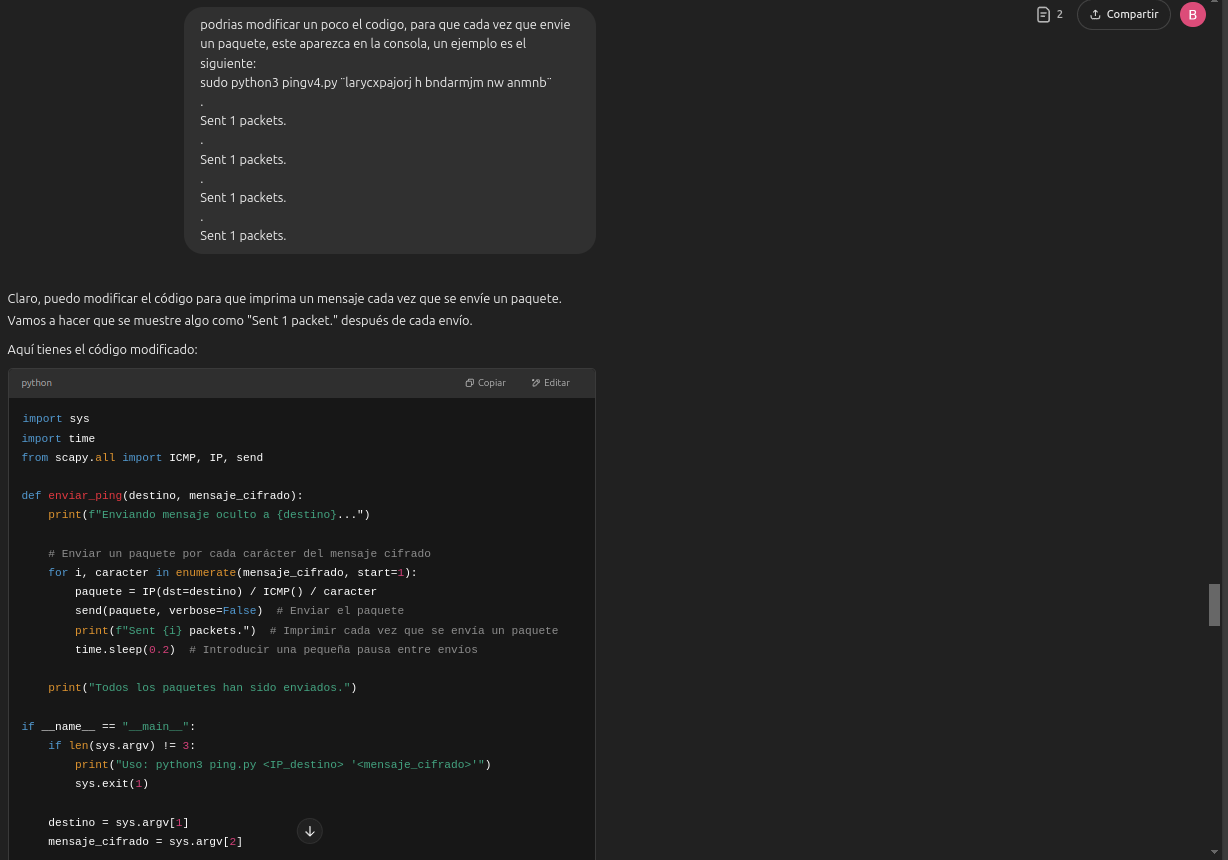 podrias modificar un poco el codigo, para que cada vez que envie
un paquete, este aparezca en la consola, un ejemplo es el
siguiente:
sudo python3 pingv4.py ¨larycxpajorj h bndarmjm nw anmnb¨
.
Sent 1 packets.
.
Sent 1 packets.
.
Sent 1 packets.
.
Sent 1 packets.
2
Compartir
B
Claro, puedo modificar el código para que imprima un mensaje cada vez que se envíe un paquete.
Vamos a hacer que se muestre algo como "Sent 1 packet." después de cada envío.
Aquí tienes el código modificado:
python Copiar Editar
import sys
import time
from scapy.all import ICMP, IP, send
def enviar_ping(destino, mensaje_cifrado):
    print(f"Enviando mensaje oculto a {destino}...")
    # Enviar un paquete por cada carácter del mensaje cifrado
    for i, caracter in enumerate(mensaje_cifrado, start=1):
        paquete = IP(dst=destino) / ICMP() / caracter
        send(paquete, verbose=False)  # Enviar el paquete
        print(f"Sent {i} packets.")  # Imprimir cada vez que se envía un paquete
        time.sleep(0.2)  # Introducir una pequeña pausa entre envíos
    print("Todos los paquetes han sido enviados.")
if __name__ == "__main__":
    if len(sys.argv) != 3:
        print("Uso: python3 ping.py <IP_destino> '<mensaje_cifrado>'")
        sys.exit(1)
    destino = sys.argv[1]
    mensaje_cifrado = sys.argv[2]